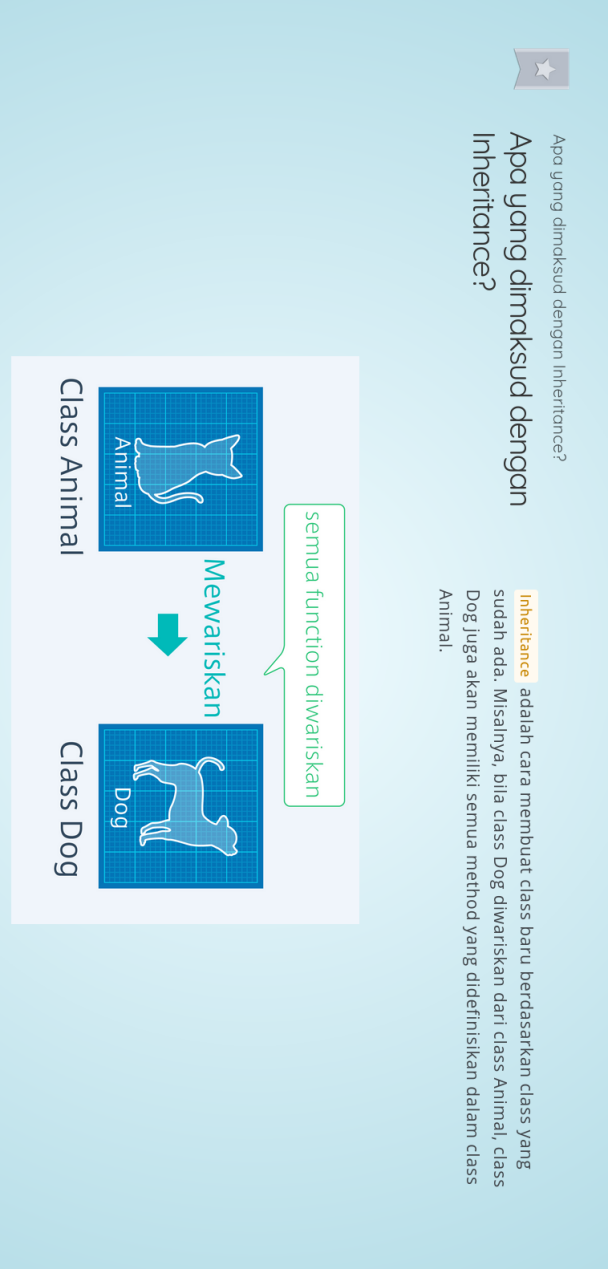 Apa yang dimaksud dengan Inheritance?
Apa yang dimaksud dengan
Inheritance?
Inheritance adalah cara membuat class baru berdasarkan class yang
sudah ada. Misalnya, bila class Dog diwariskan dari class Animal, class
Dog juga akan memiliki semua method yang didefinisikan dalam class
Animal.
semua function diwariskan
Mewariskan
Animal
Dog
Class Animal
Class Dog